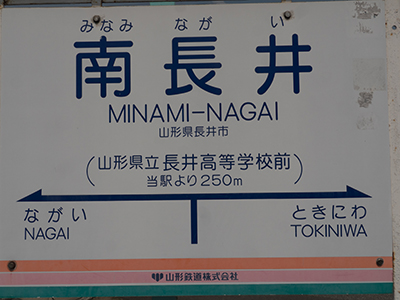 みなみ ながい
南長井
MINAMI-NAGAI
山形県長井市
(山形県立長井高等学校前
当駅より250m)
ながい ときにわ
NAGAI TOKINIWA
山形鉄道株式会社